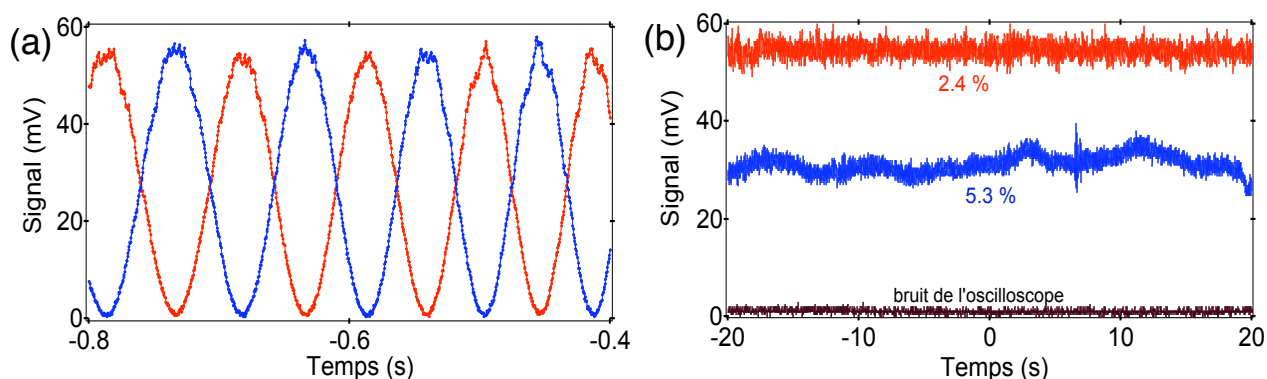 (a)
Signal (mV)
60
40
20
0
-0.8
-0.6
-0.4
Temps (s)
(b)
Signal (mV)
60
40
20
0
2.4 %
5.3 %
bruit de l'oscilloscope
-20
-10
0
10
20
Temps (s)